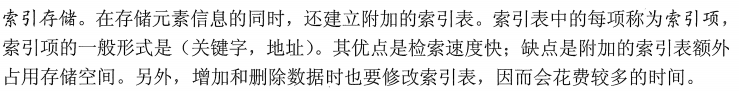 索引存储。在存储元素信息的同时，还建立附加的索引表。索引表中的每项称为索引项，
索引项的一般形式是（关键字，地址）。其优点是检索速度快；缺点是附加的索引表额外
占用存储空间。另外，增加和删除数据时也要修改索引表，因而会花费较多的时间。